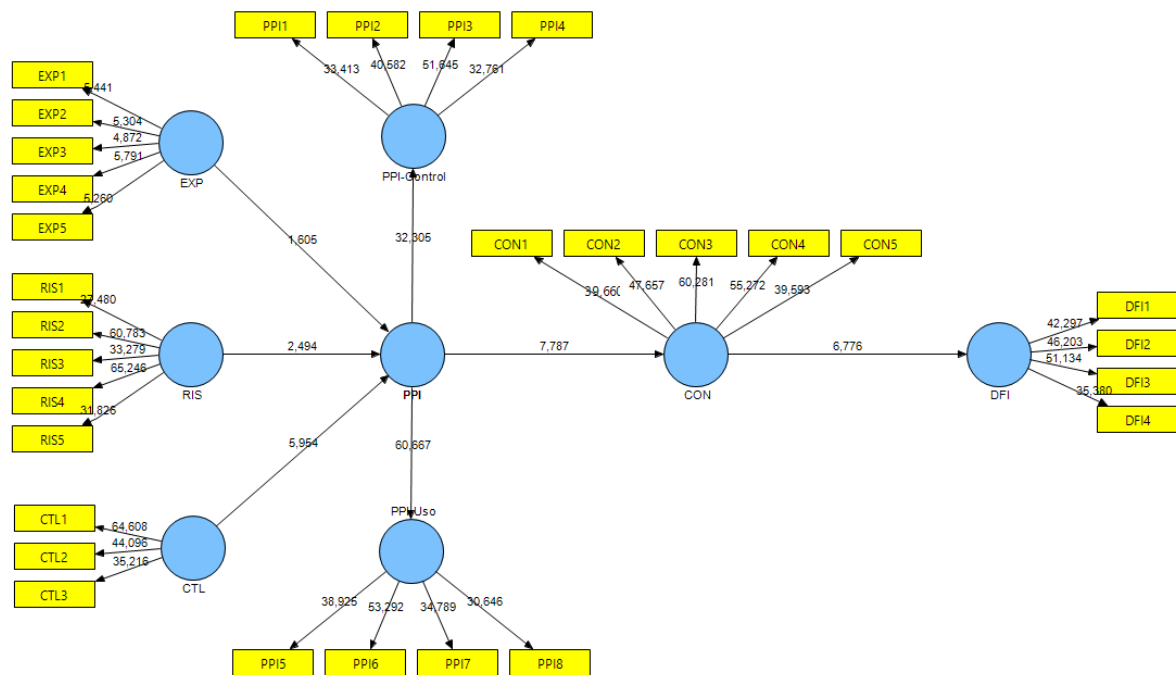 PPI1 PPI2 PPI3 PPI4
33,413 40,582 51,645 32,761
PPI-Control
EXP1
EXP2
EXP3
EXP4
EXP5
5,441
5,304
4,872
5,791
5,260
EXP
1,605
32,305
CON1 CON2 CON3 CON4 CON5
39,660 47,657 60,281 55,272 39,593
RIS1
RIS2
RIS3
RIS4
RIS5
27,480
60,783
33,279
65,246
31,826
RIS
2,494
PPI
7,787
CON
6,776
DFI
DFI1
DFI2
DFI3
DFI4
42,297
46,203
51,134
35,380
5,954
60,667
CTL1
CTL2
CTL3
64,608
44,096
35,216
CTL
PPI-Uso
38,925 53,292 34,789 30,646
PPI5 PPI6 PPI7 PPI8